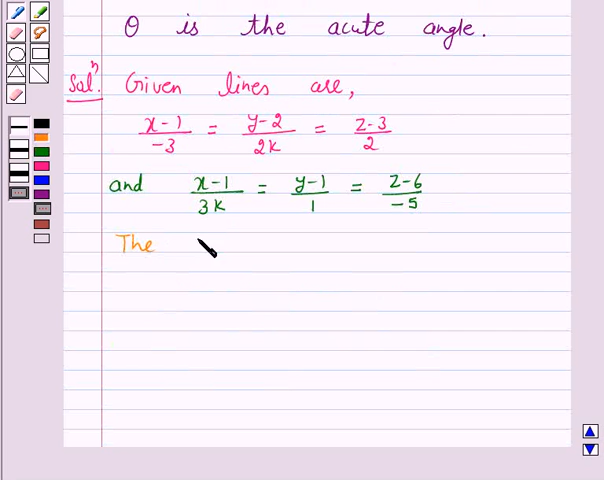 θ is the acute angle.
Solⁿ. Given lines are,
x-1/-3 = y-2/2k = z-3/2
and x-1/3k = y-1/1 = z-6/-5
The